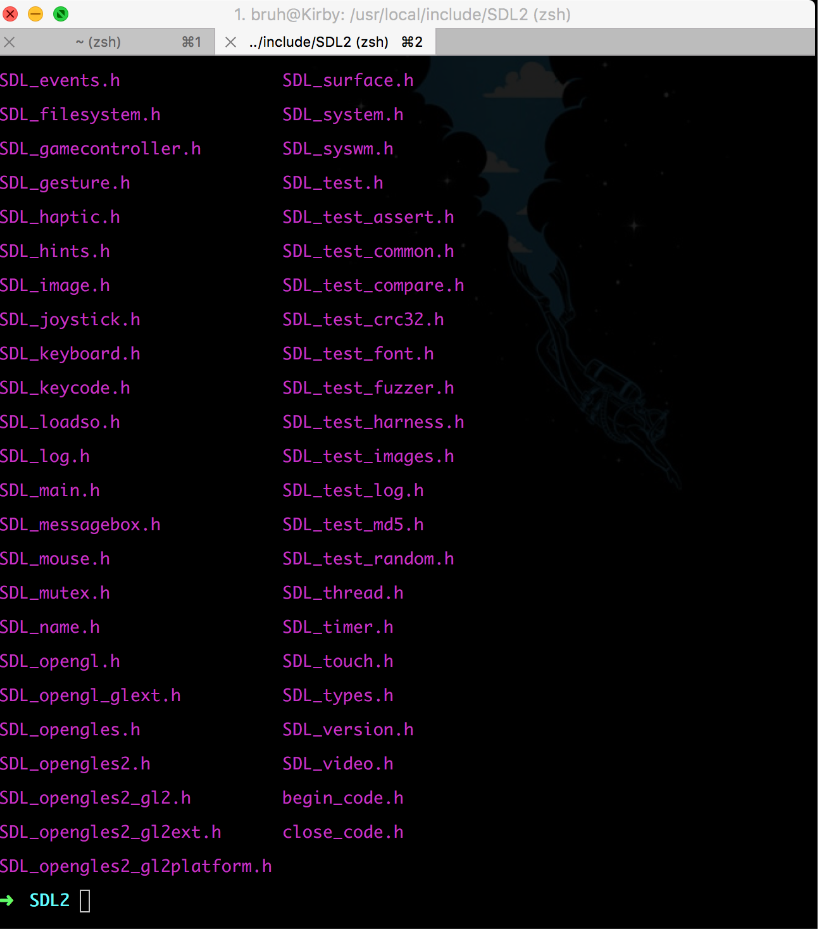 1. bruh@Kirby: /usr/local/include/SDL2 (zsh)
~ (zsh) ⌘1 ../include/SDL2 (zsh) ⌘2
SDL_events.h SDL_surface.h
SDL_filesystem.h SDL_system.h
SDL_gamecontroller.h SDL_syswm.h
SDL_gesture.h SDL_test.h
SDL_haptic.h SDL_test_assert.h
SDL_hints.h SDL_test_common.h
SDL_image.h SDL_test_compare.h
SDL_joystick.h SDL_test_crc32.h
SDL_keyboard.h SDL_test_font.h
SDL_keycode.h SDL_test_fuzzer.h
SDL_loadso.h SDL_test_harness.h
SDL_log.h SDL_test_images.h
SDL_main.h SDL_test_log.h
SDL_messagebox.h SDL_test_md5.h
SDL_mouse.h SDL_test_random.h
SDL_mutex.h SDL_thread.h
SDL_name.h SDL_timer.h
SDL_opengl.h SDL_touch.h
SDL_opengl_glext.h SDL_types.h
SDL_opengles.h SDL_version.h
SDL_opengles2.h SDL_video.h
SDL_opengles2_gl2.h begin_code.h
SDL_opengles2_gl2ext.h close_code.h
SDL_opengles2_gl2platform.h
➜ SDL2